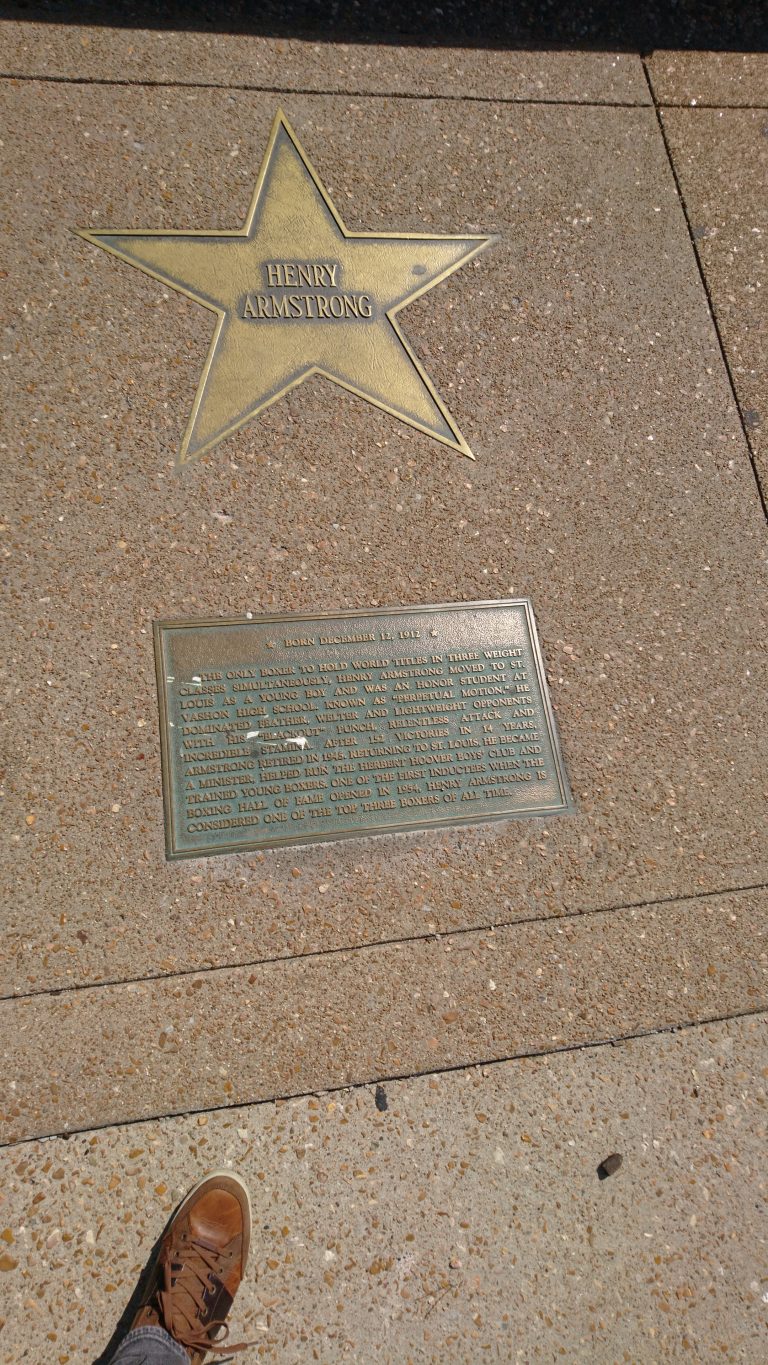 HENRY
ARMSTRONG
BORN DECEMBER 12, 1912
THE ONLY BOXER TO HOLD WORLD TITLES IN THREE WEIGHT
CLASSES SIMULTANEOUSLY, HENRY ARMSTRONG MOVED TO ST.
LOUIS AS A YOUNG BOY AND WAS AN HONOR STUDENT AT
VASHON HIGH SCHOOL. KNOWN AS "PERPETUAL MOTION," HE
DOMINATED FEATHER, WELTER AND LIGHTWEIGHT OPPONENTS
WITH HIS "BLACKOUT" PUNCH, RELENTLESS ATTACK AND
INCREDIBLE STAMINA. AFTER 152 VICTORIES IN 14 YEARS,
ARMSTRONG RETIRED IN 1945. RETURNING TO ST. LOUIS, HE BECAME
A MINISTER, HELPED RUN THE HERBERT HOOVER BOYS' CLUB AND
TRAINED YOUNG BOXERS. ONE OF THE FIRST INDUCTEES WHEN THE
BOXING HALL OF FAME OPENED IN 1954, HENRY ARMSTRONG IS
CONSIDERED ONE OF THE TOP THREE BOXERS OF ALL TIME.